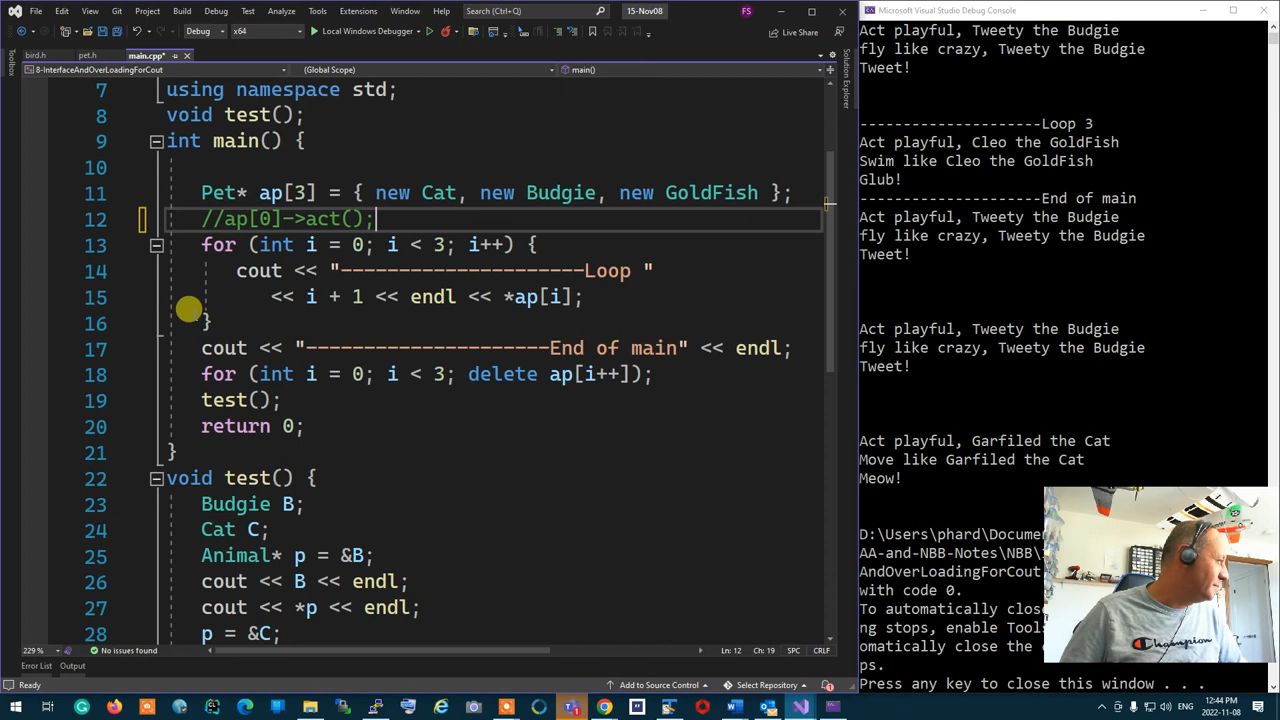 File Edit View Git Project Build Debug Test Analyze Tools Extensions Window Help Search (Ctrl+Q) 15-Nov08 FS
Debug x64 Local Windows Debugger Live Share
bird.h pet.h main.cpp*
8-InterfaceAndOverLoadingForCout (Global Scope) main()
Toolbox
Solution Explorer
7 using namespace std;
8 void test();
9 int main() {
10
11 Pet* ap[3] = { new Cat, new Budgie, new GoldFish };
12 //ap[0]->act();
13 for (int i = 0; i < 3; i++) {
14 cout << "---------------------Loop "
15 << i + 1 << endl << *ap[i];
16 }
17 cout << "---------------------End of main" << endl;
18 for (int i = 0; i < 3; delete ap[i++]);
19 test();
20 return 0;
21 }
22 void test() {
23 Budgie B;
24 Cat C;
25 Animal* p = &B;
26 cout << B << endl;
27 cout << *p << endl;
28 p = &C;
229 % No issues found Ln: 12 Ch: 19 SPC CRLF
Error List Output
Ready Add to Source Control Select Repository 1
Microsoft Visual Studio Debug Console
Act playful, Tweety the Budgie
fly like crazy, Tweety the Budgie
Tweet!
---------------------Loop 3
Act playful, Cleo the GoldFish
Swim like Cleo the GoldFish
Glub!
---------------------End of main
Act playful, Tweety the Budgie
fly like crazy, Tweety the Budgie
Tweet!
Act playful, Tweety the Budgie
fly like crazy, Tweety the Budgie
Tweet!
Act playful, Garfiled the Cat
Move like Garfiled the Cat
Meow!
D:\Users\phard\Docume
AA-and-NBB-Notes\NBB\
AndOverLoadingForCout
with code 0.
To automatically close
ng stops, enable Tools
omatically close the c
ps.
Press any key to close this window . . .
Champion
ENG 12:44 PM
2022-11-08